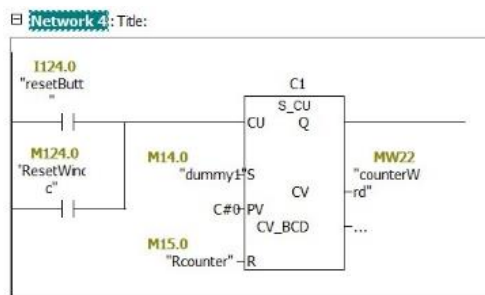 Network 4: Title:
I124.0
"resetButt
"
C1
S_CU
CU Q
M124.0
"ResetWinc
c"
M14.0
"dummy1" S
MW22
"counterW
rd"
CV
C#0 PV
CV_BCD ...
M15.0
"Rcounter" R